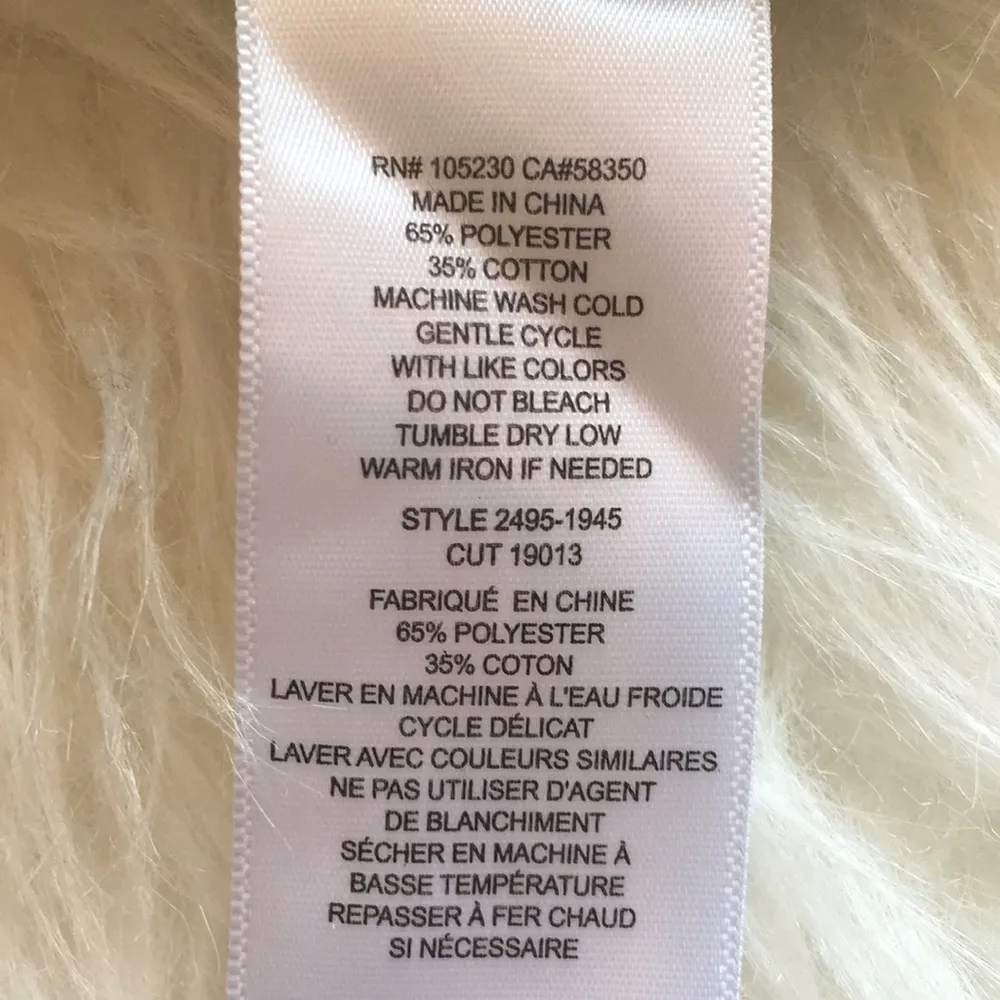 RN# 105230 CA#58350
MADE IN CHINA
65% POLYESTER
35% COTTON
MACHINE WASH COLD
GENTLE CYCLE
WITH LIKE COLORS
DO NOT BLEACH
TUMBLE DRY LOW
WARM IRON IF NEEDED
STYLE 2495-1945
CUT 19013
FABRIQUÉ EN CHINE
65% POLYESTER
35% COTON
LAVER EN MACHINE À L'EAU FROIDE
CYCLE DÉLICAT
LAVER AVEC COULEURS SIMILAIRES
NE PAS UTILISER D'AGENT
DE BLANCHIMENT
SÉCHER EN MACHINE À
BASSE TEMPÉRATURE
REPASSER À FER CHAUD
SI NÉCESSAIRE